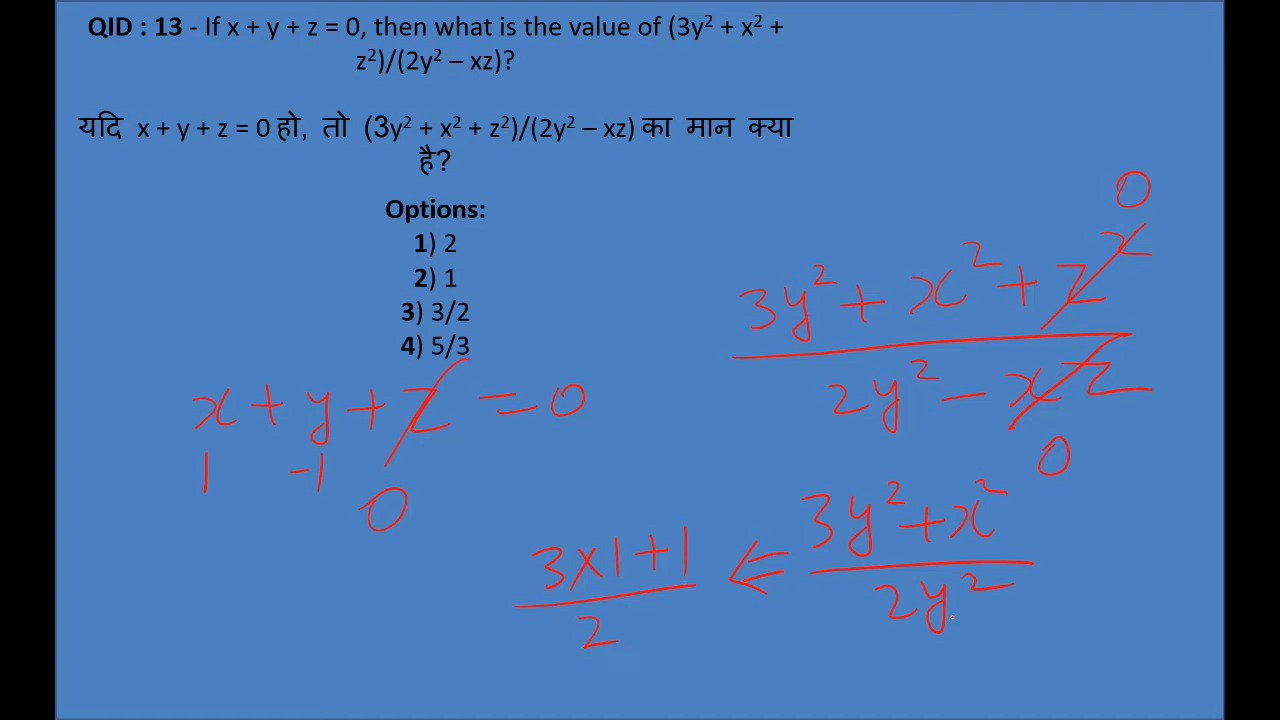 QID : 13 - If x + y + z = 0, then what is the value of (3y² + x² +
z²)/(2y² – xz)?
यदि x + y + z = 0 हो, तो (3y² + x² + z²)/(2y² – xz) का मान क्या
है?
Options:
1) 2
2) 1
3) 3/2
4) 5/3
0
3y² + x² + z²
2y² – xz
0
x + y + z = 0
1 -1
0
3y² + x²
2y²
3x1+1 ⇐
2